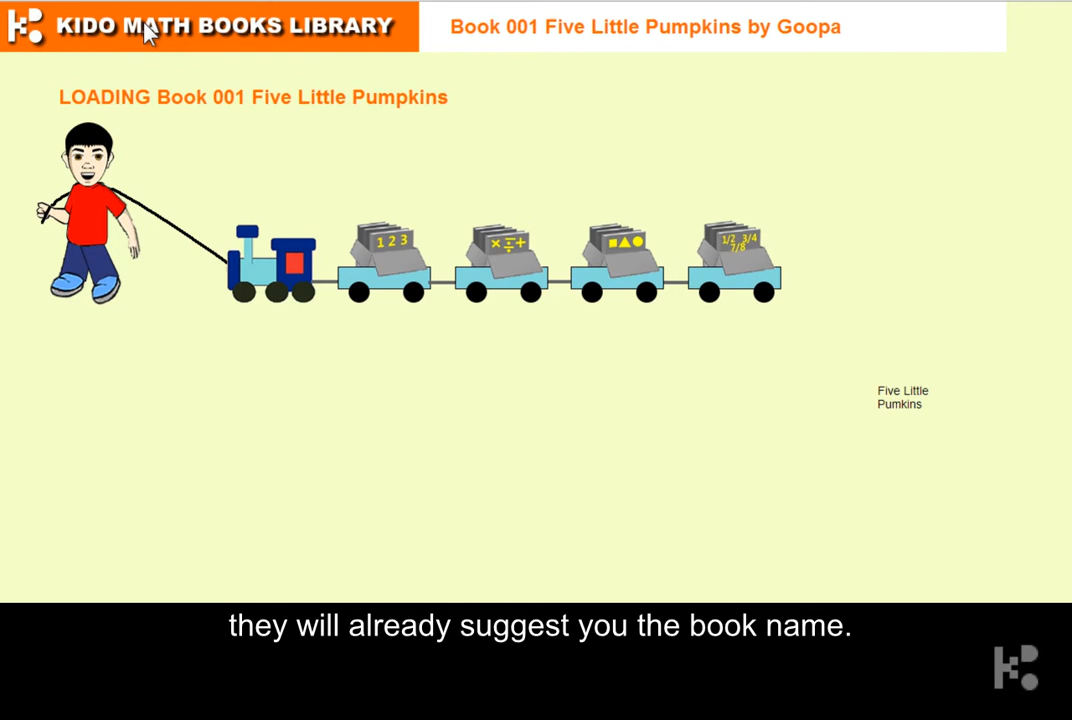 KIDO MATH BOOKS LIBRARY
Book 001 Five Little Pumpkins by Goopa
LOADING Book 001 Five Little Pumpkins
1 2 3
× ÷ +
1/2 3/4
7/8
Five Little
Pumkins
they will already suggest you the book name.